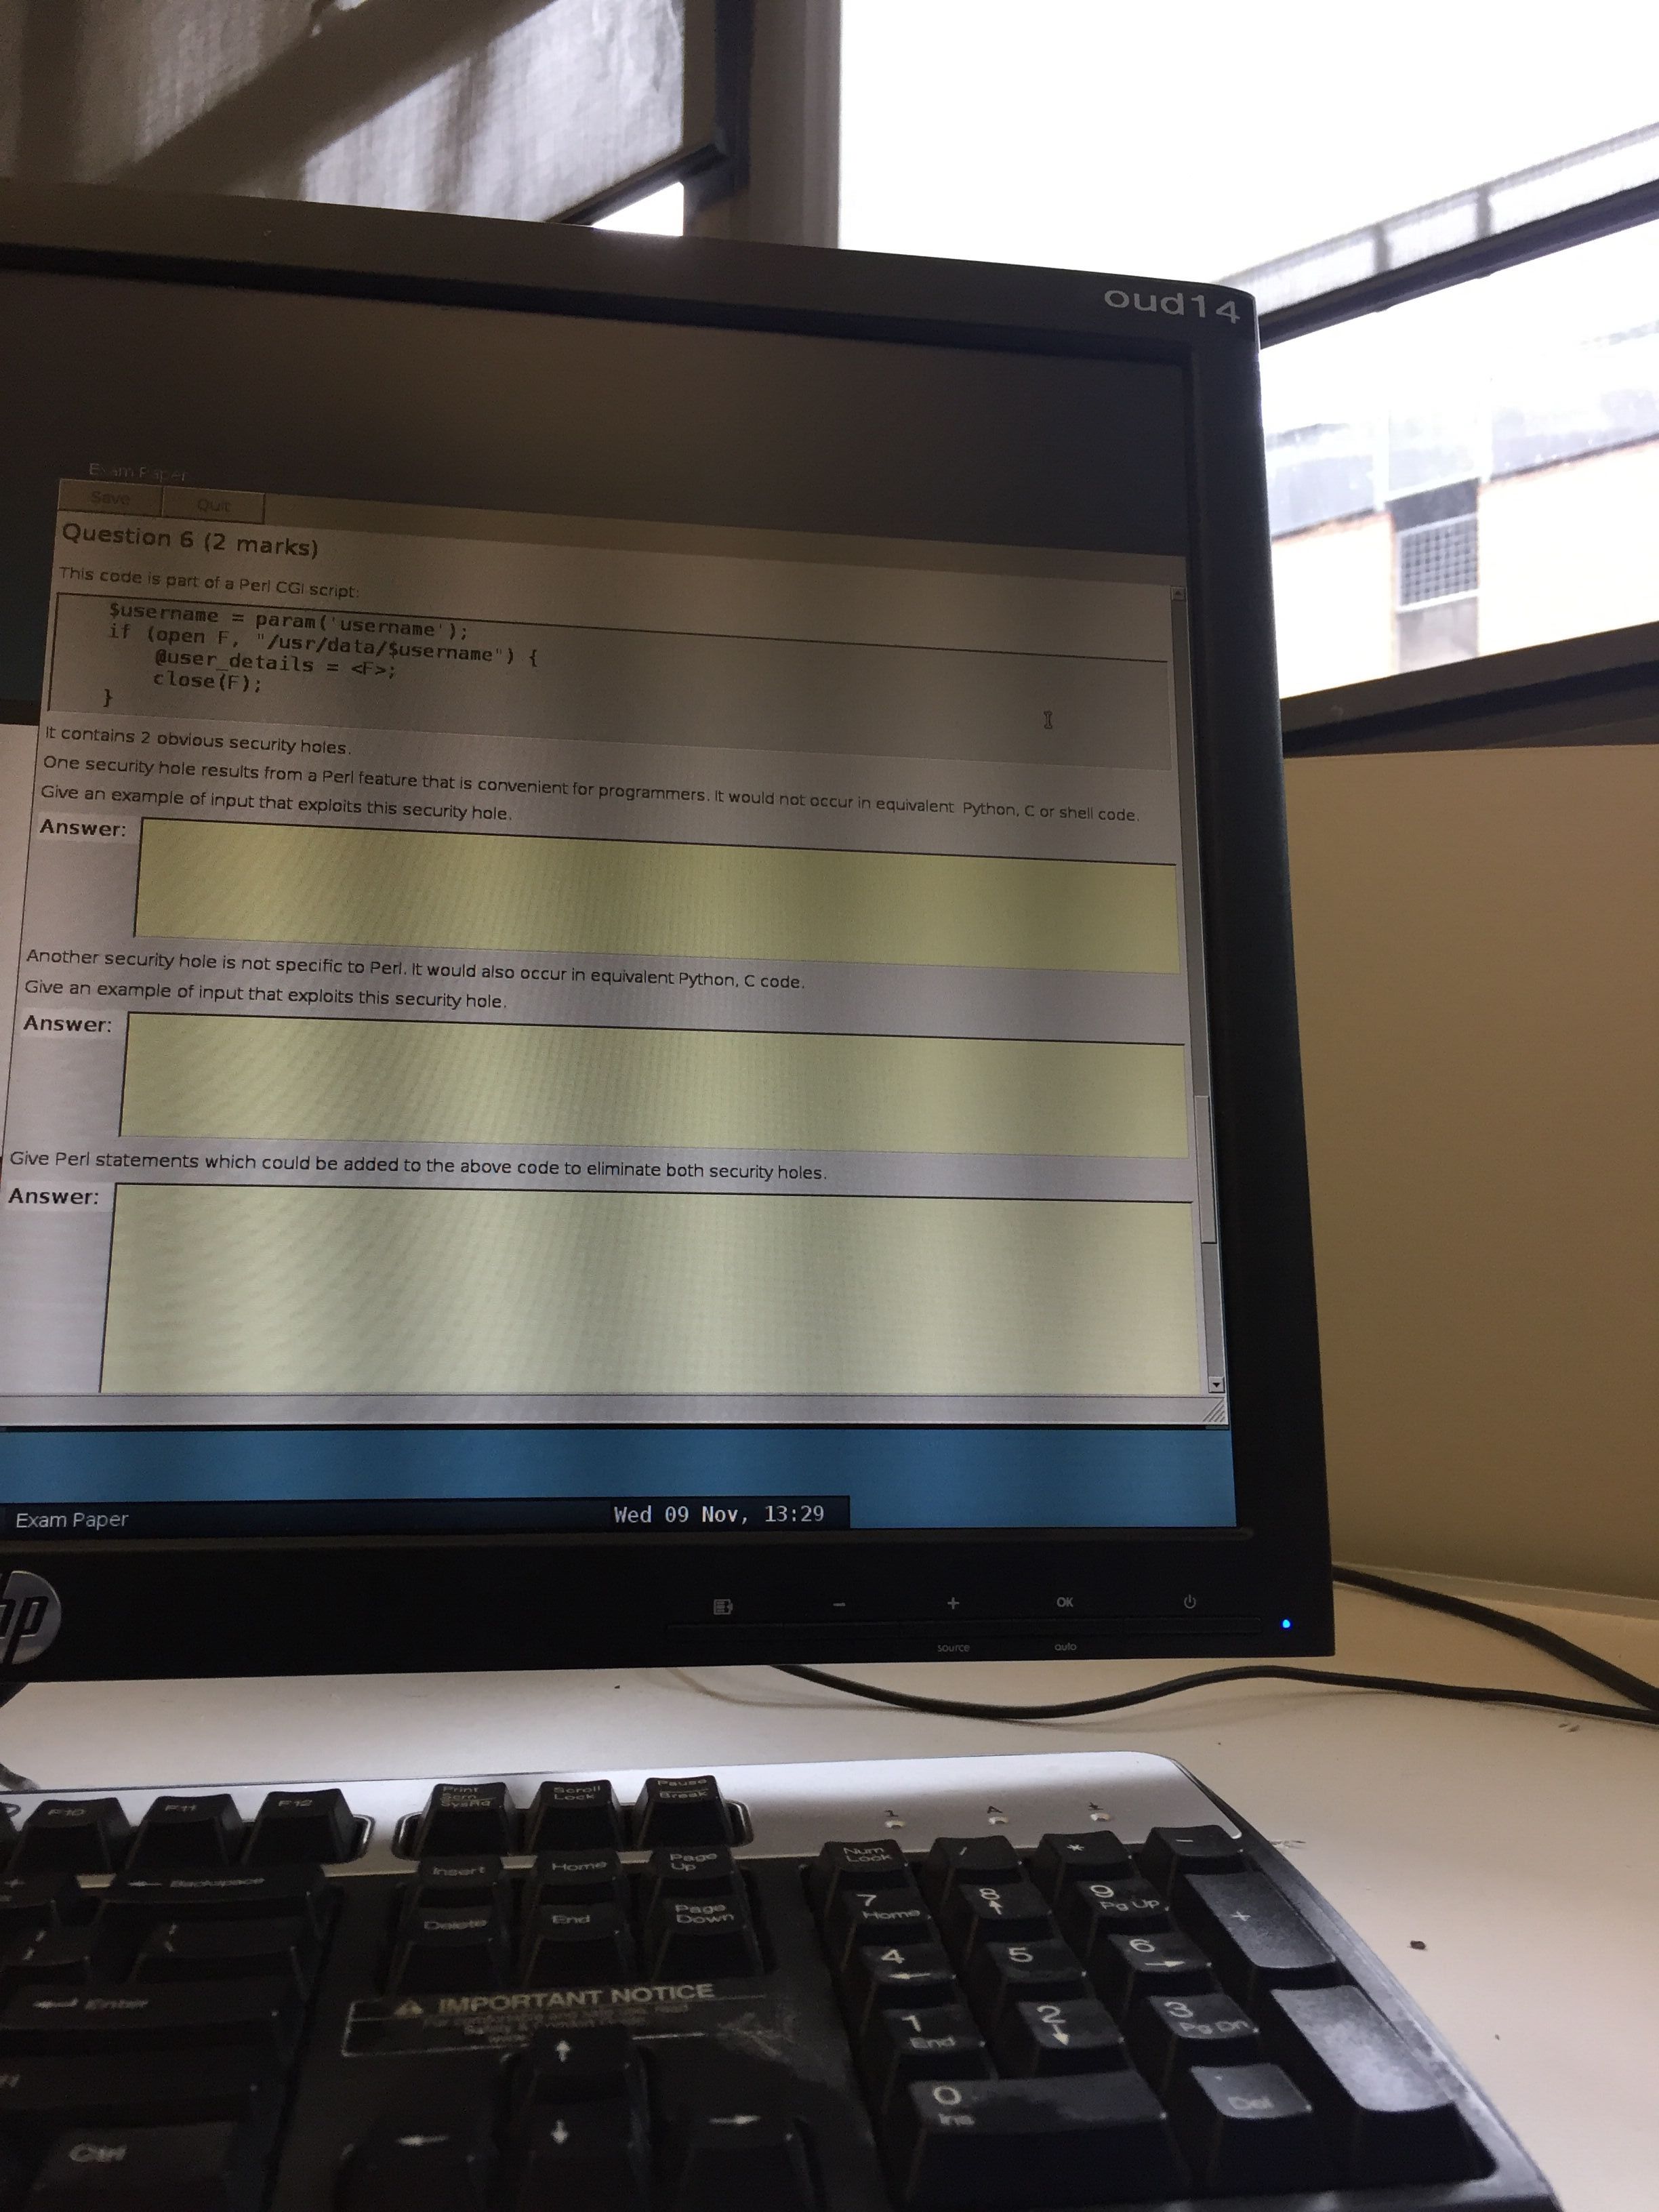 oud14
Exam Paper
Save Quit
Question 6 (2 marks)
This code is part of a Perl CGI script:
$username = param('username');
if (open F, "/usr/data/$username") {
@user_details = <F>;
close(F);
}
It contains 2 obvious security holes.
One security hole results from a Perl feature that is convenient for programmers. It would not occur in equivalent Python, C or shell code.
Give an example of input that exploits this security hole.
Answer:
Another security hole is not specific to Perl. It would also occur in equivalent Python, C code.
Give an example of input that exploits this security hole.
Answer:
Give Perl statements which could be added to the above code to eliminate both security holes.
Answer:
Exam Paper
Wed 09 Nov, 13:29
hp
- + OK
source auto
F10 F11 F12
Print Scrn SysRq
Scroll Lock
Pause Break
1 A
Backspace
Insert Home Page Up
Num Lock / * -
Delete End Page Down
7 Home 8 9 Pg Up +
4 5 6
Enter
IMPORTANT NOTICE
1 End 2 3 Pg Dn
0 Ins . Del
Ctrl